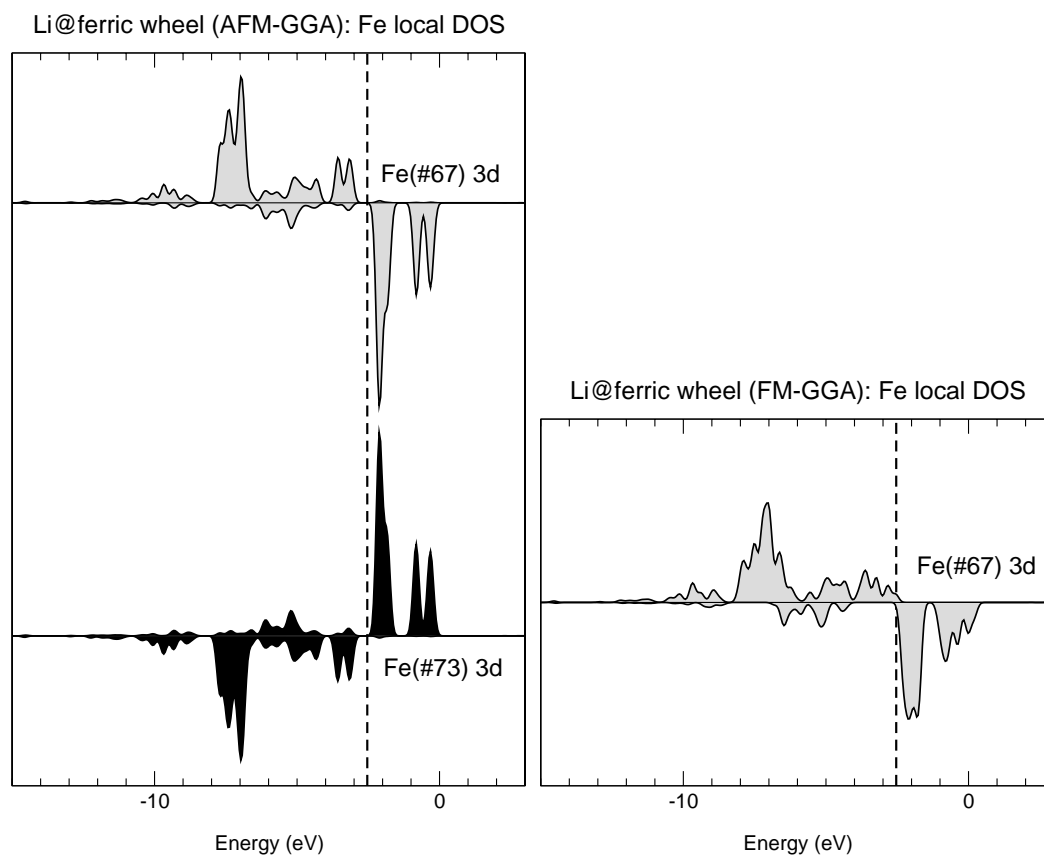 Li@ferric wheel (AFM-GGA): Fe local DOS
Fe(#67) 3d
Fe(#73) 3d
-10
0
Energy (eV)
Li@ferric wheel (FM-GGA): Fe local DOS
Fe(#67) 3d
-10
0
Energy (eV)